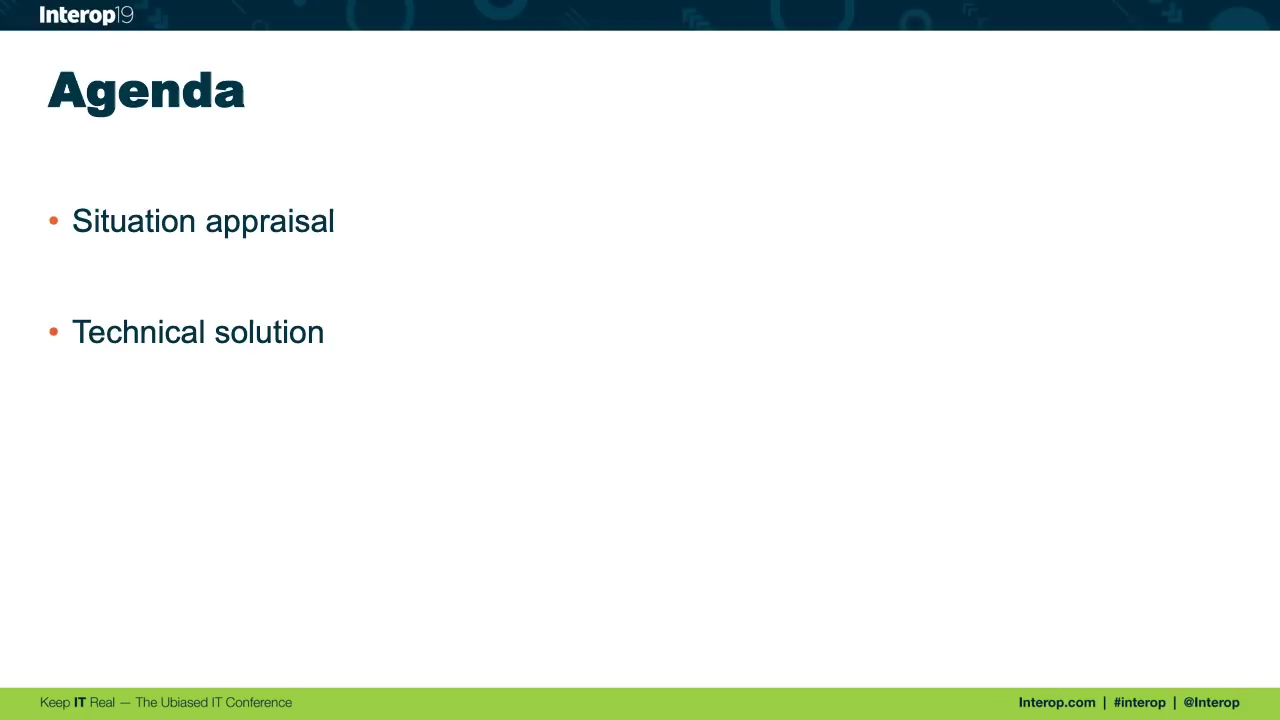 Interop19
Agenda
• Situation appraisal
• Technical solution
Keep IT Real — The Ubiased IT Conference
Interop.com | #interop | @Interop